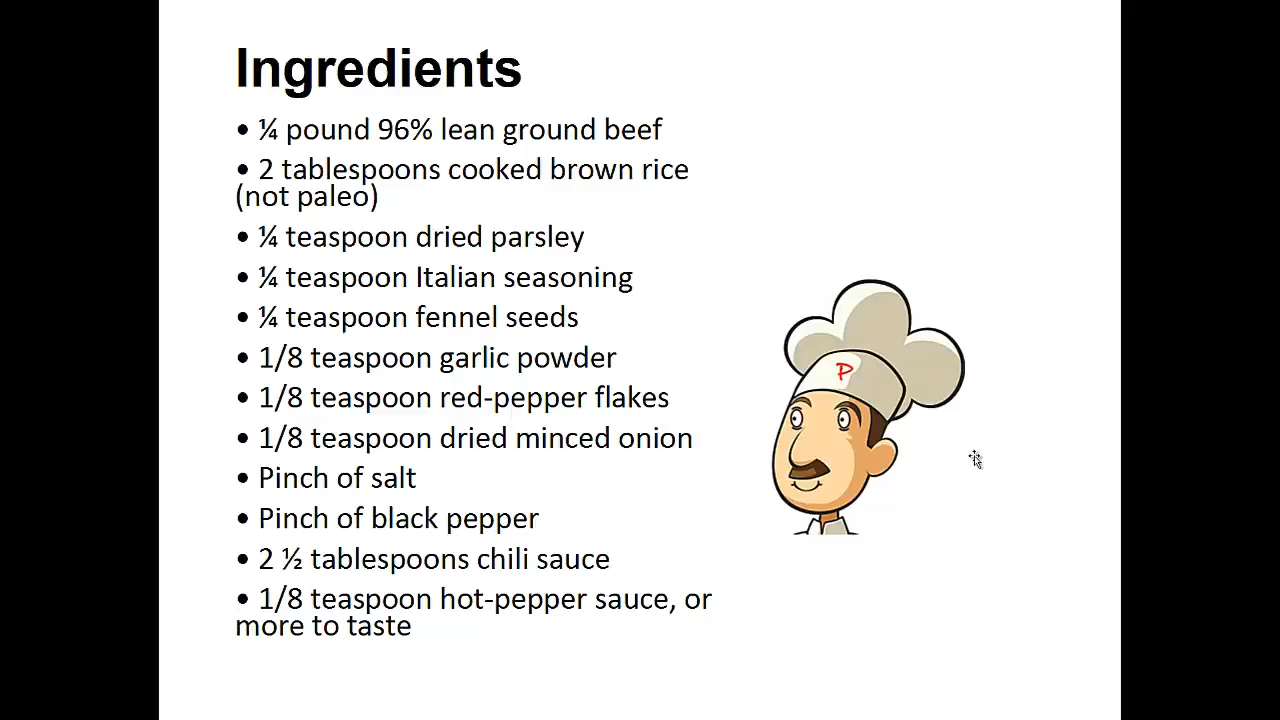 Ingredients
• ¼ pound 96% lean ground beef
• 2 tablespoons cooked brown rice
(not paleo)
• ¼ teaspoon dried parsley
• ¼ teaspoon Italian seasoning
• ¼ teaspoon fennel seeds
• 1/8 teaspoon garlic powder
• 1/8 teaspoon red-pepper flakes
• 1/8 teaspoon dried minced onion
• Pinch of salt
• Pinch of black pepper
• 2 ½ tablespoons chili sauce
• 1/8 teaspoon hot-pepper sauce, or
more to taste
P